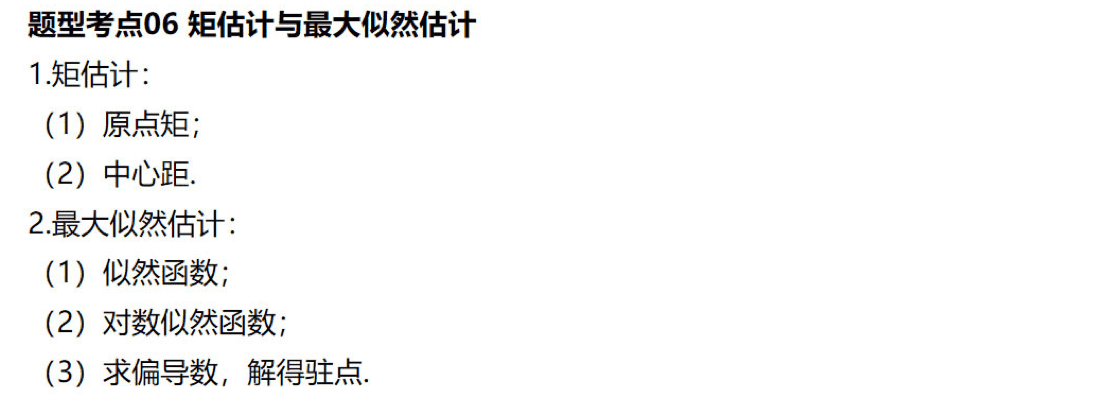 题型考点06 矩估计与最大似然估计
1.矩估计：
（1）原点矩；
（2）中心距.
2.最大似然估计：
（1）似然函数；
（2）对数似然函数；
（3）求偏导数，解得驻点.